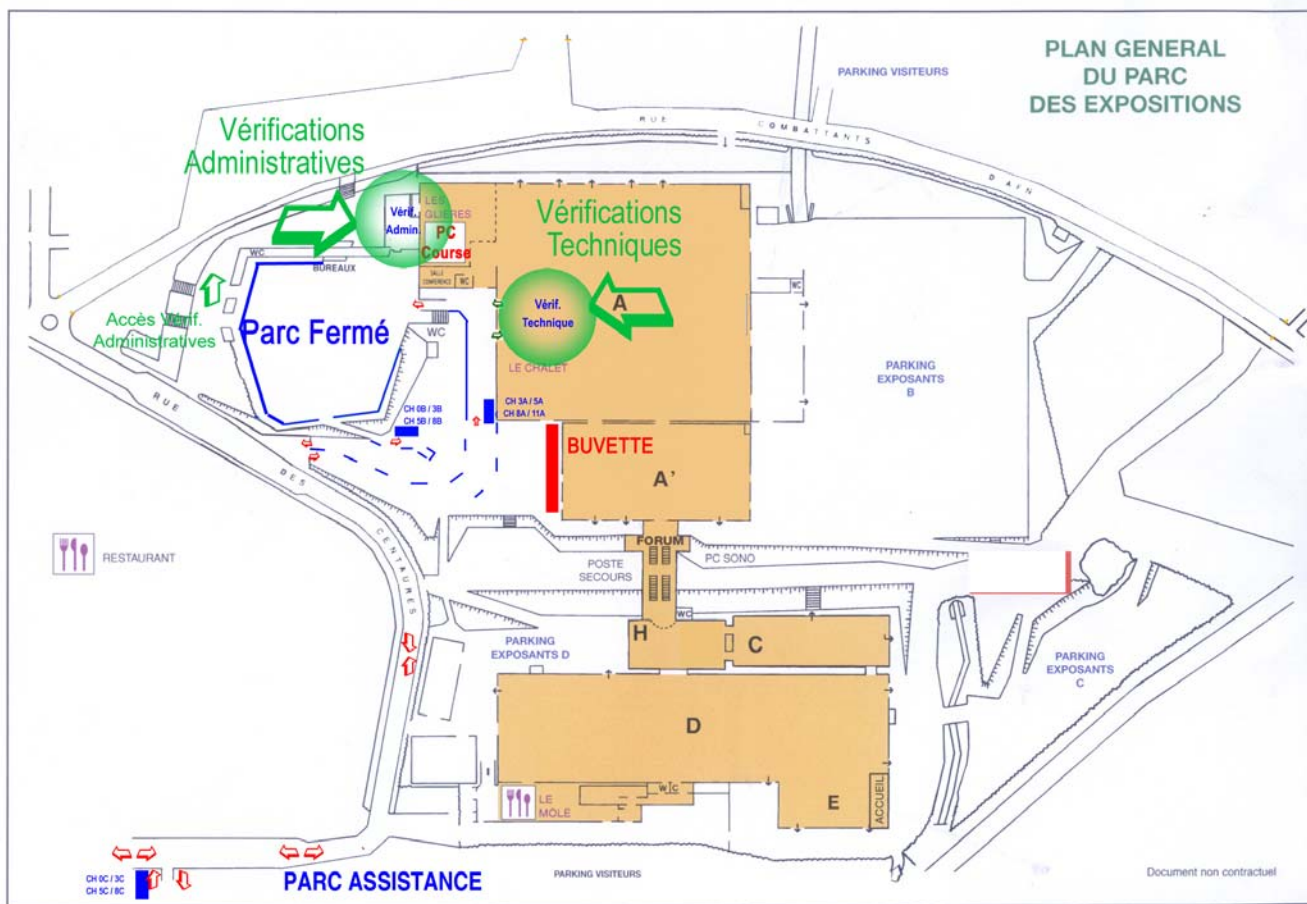 PLAN GENERAL
DU PARC
DES EXPOSITIONS
PARKING VISITEURS
RUE COMBATTANTS D'AFN
Vérifications
Administratives
Vérif.
Admin.
LES
GLIERES
PC
Course
Vérifications
Techniques
SALLE
CONFERENCE
WC
WC
BUREAUX
Vérif.
Technique
A
WC
Accès Vérif.
Administratives
Parc Fermé
WC
LE CHALET
PARKING
EXPOSANTS
B
CH 0B / 3B
CH 5B / 8B
CH 3A / 5A
CH 8A / 11A
BUVETTE
A'
RUE DES CENTAURES
RESTAURANT
FORUM
POSTE
SECOURS
PC SONO
WC
H
C
PARKING
EXPOSANTS D
PARKING
EXPOSANTS
C
D
E
ACCUEIL
WC
LE
MOLE
CH 0C / 3C
CH 5C / 8C
PARC ASSISTANCE
PARKING VISITEURS
Document non contractuel